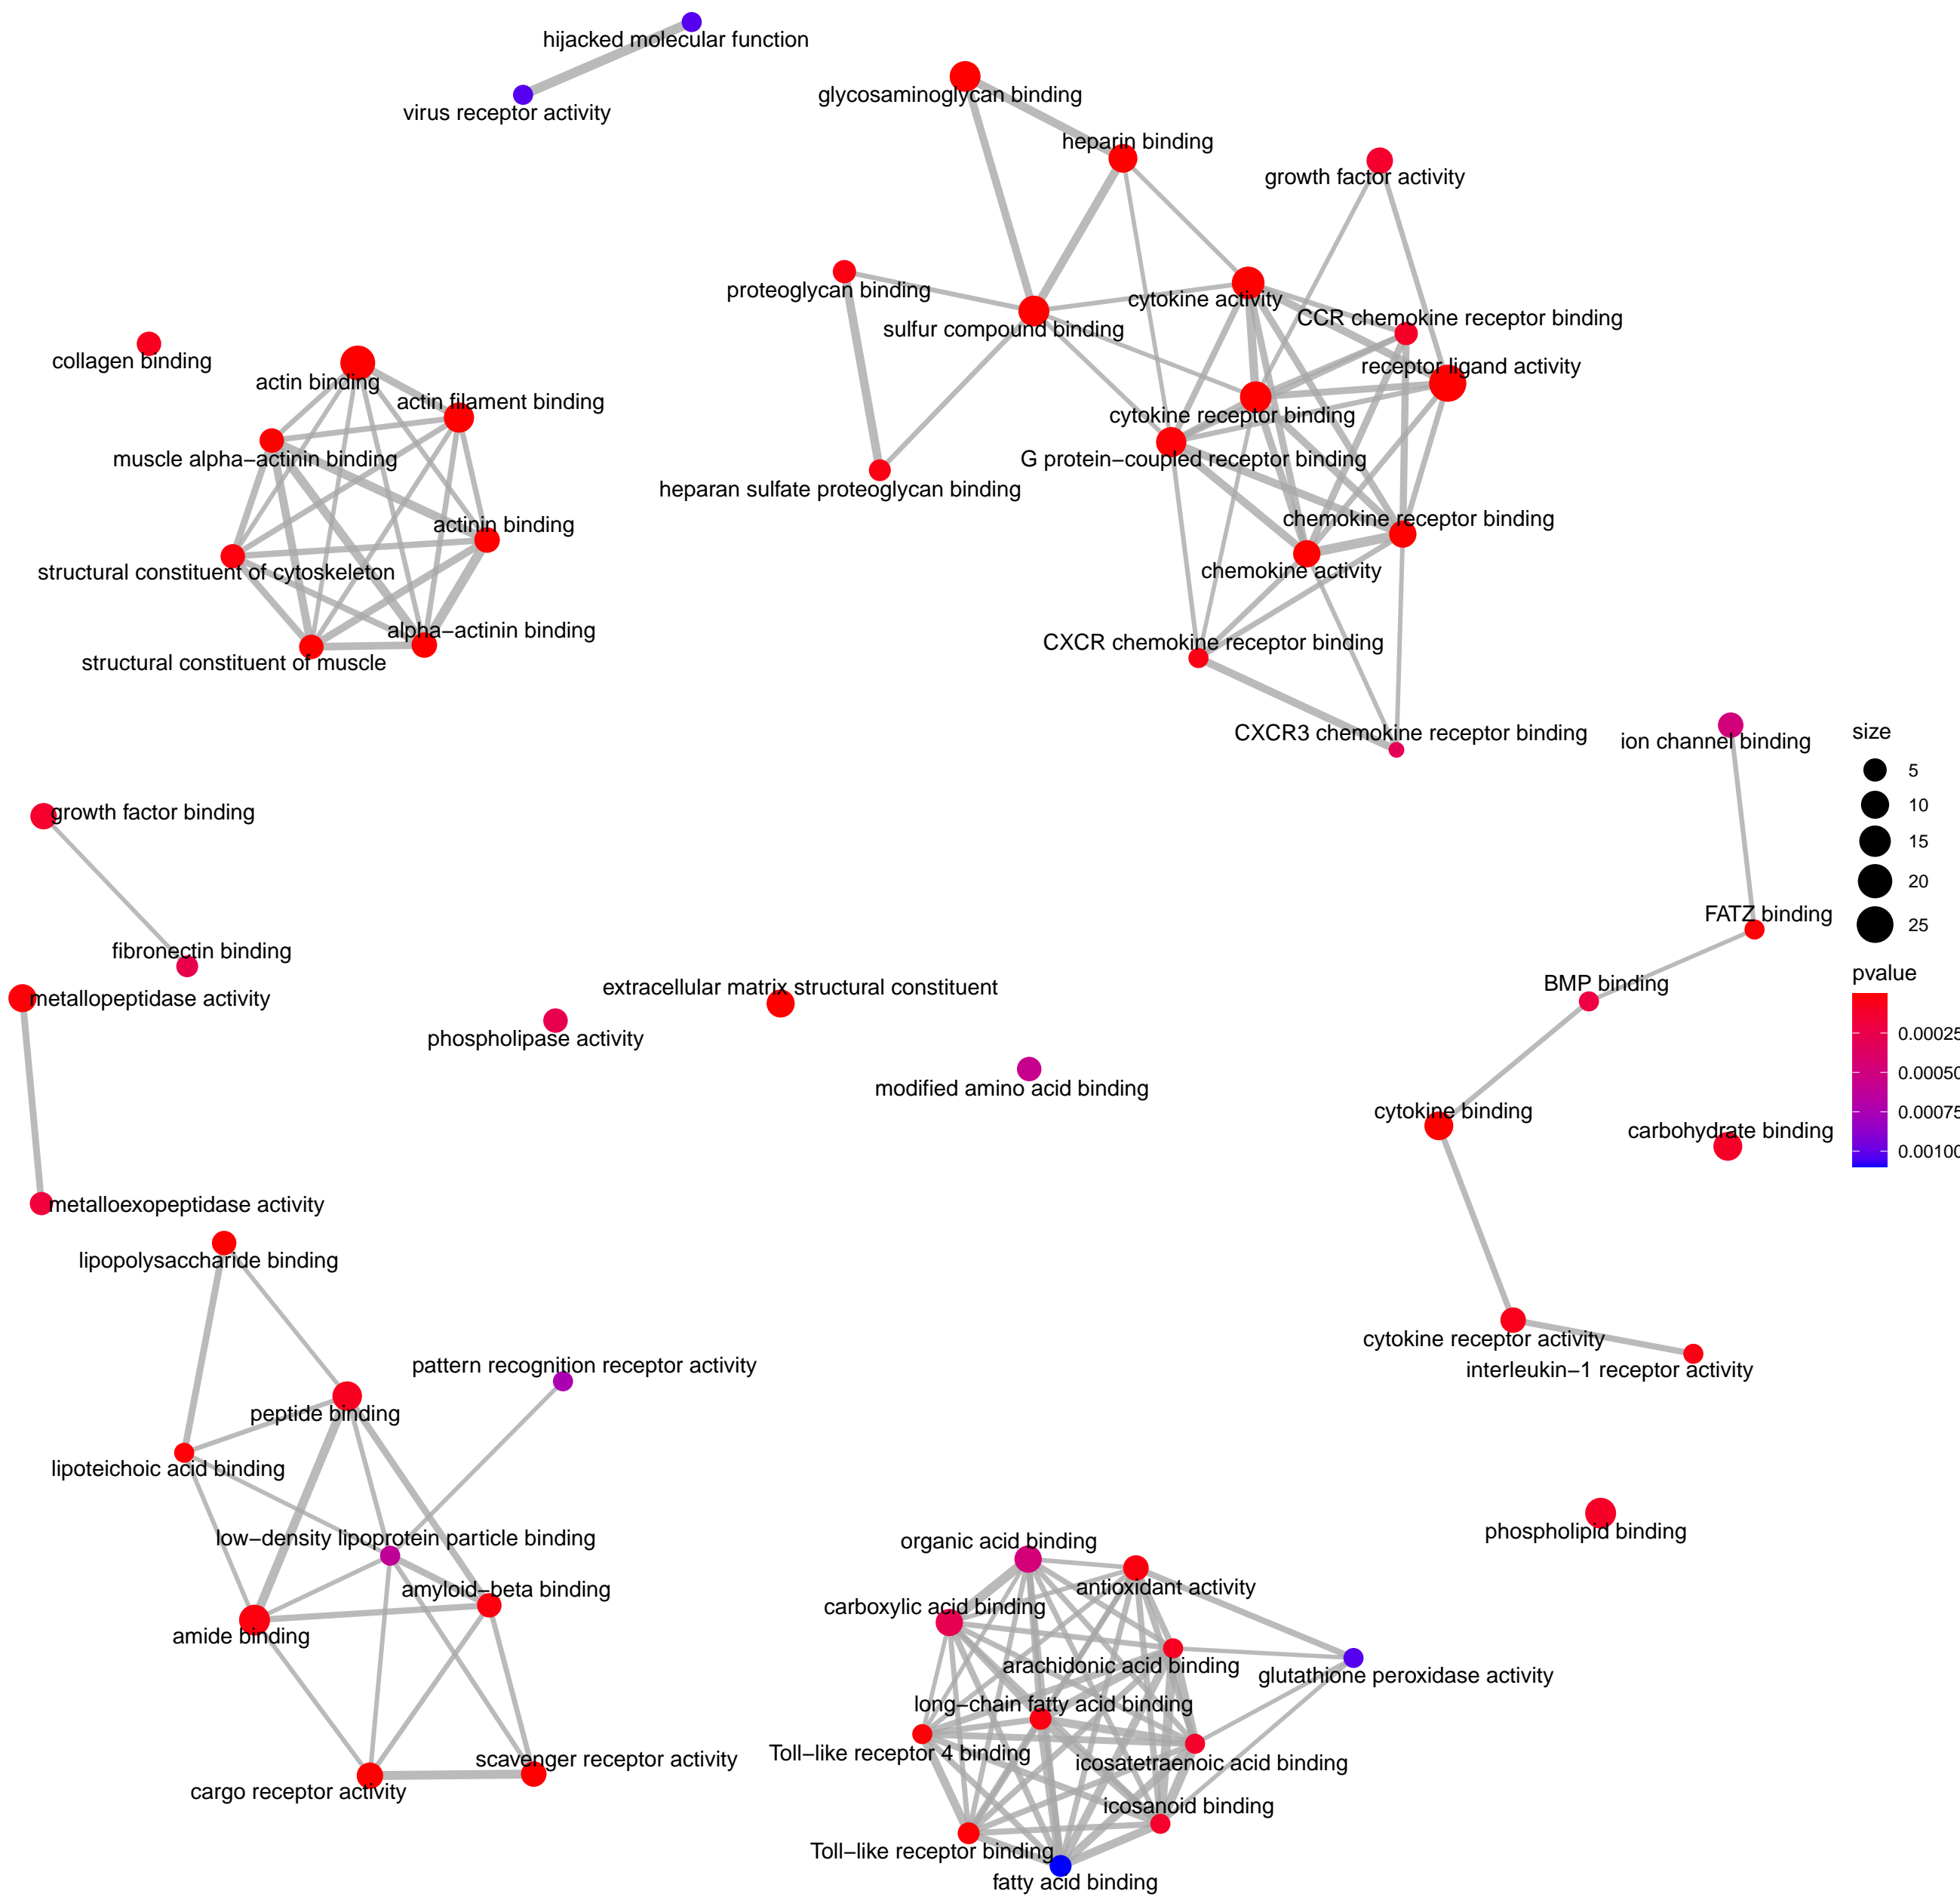 hijacked molecular function
virus receptor activity
glycosaminoglycan binding
heparin binding
growth factor activity
proteoglycan binding
cytokine activity
sulfur compound binding
CCR chemokine receptor binding
collagen binding
actin binding
receptor ligand activity
actin filament binding
cytokine receptor binding
muscle alpha−actinin binding
G protein−coupled receptor binding
heparan sulfate proteoglycan binding
actinin binding
chemokine receptor binding
structural constituent of cytoskeleton
chemokine activity
alpha−actinin binding
CXCR chemokine receptor binding
structural constituent of muscle
CXCR3 chemokine receptor binding
ion channel binding
size
5
10
15
20
25
growth factor binding
FATZ binding
fibronectin binding
BMP binding
pvalue
0.00025
0.00050
0.00075
0.00100
metallopeptidase activity
extracellular matrix structural constituent
phospholipase activity
modified amino acid binding
cytokine binding
carbohydrate binding
metalloexopeptidase activity
lipopolysaccharide binding
cytokine receptor activity
interleukin−1 receptor activity
pattern recognition receptor activity
peptide binding
lipoteichoic acid binding
low−density lipoprotein particle binding
organic acid binding
phospholipid binding
amyloid−beta binding
antioxidant activity
carboxylic acid binding
amide binding
arachidonic acid binding
glutathione peroxidase activity
long−chain fatty acid binding
Toll−like receptor 4 binding
scavenger receptor activity
icosatetraenoic acid binding
cargo receptor activity
icosanoid binding
Toll−like receptor binding
fatty acid binding